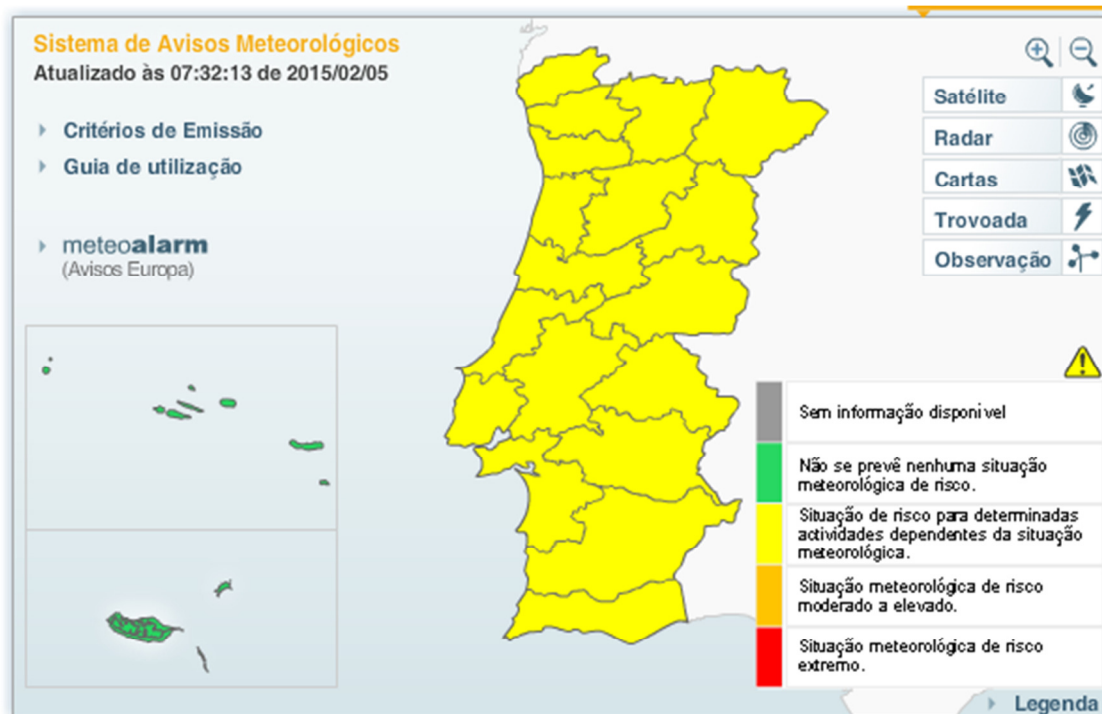 Sistema de Avisos Meteorológicos
Atualizado às 07:32:13 de 2015/02/05
Critérios de Emissão
Guia de utilização
meteoalarm
(Avisos Europa)
Satélite
Radar
Cartas
Trovoada
Observação
Sem informação disponivel
Não se prevê nenhuma situação
meteorológica de risco.
Situação de risco para determinadas
actividades dependentes da situação
meteorológica.
Situação meteorológica de risco
moderado a elevado.
Situação meteorológica de risco
extremo.
Legenda